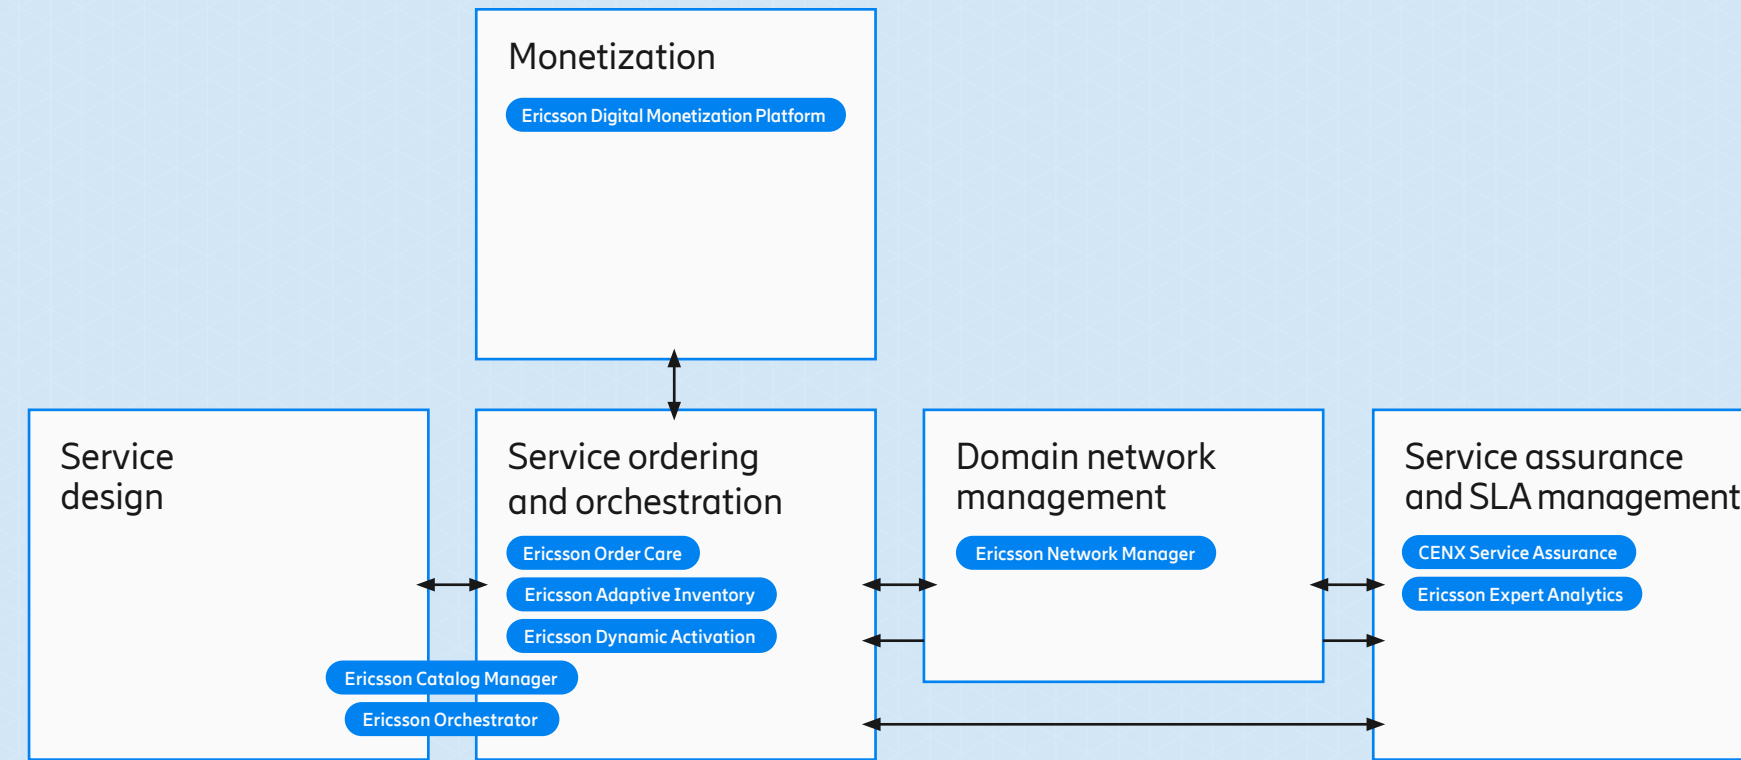 Monetization
Ericsson Digital Monetization Platform
Service
design
Service ordering
and orchestration
Ericsson Order Care
Ericsson Adaptive Inventory
Ericsson Dynamic Activation
Ericsson Catalog Manager
Ericsson Orchestrator
Domain network
management
Ericsson Network Manager
Service assurance
and SLA management
CENX Service Assurance
Ericsson Expert Analytics